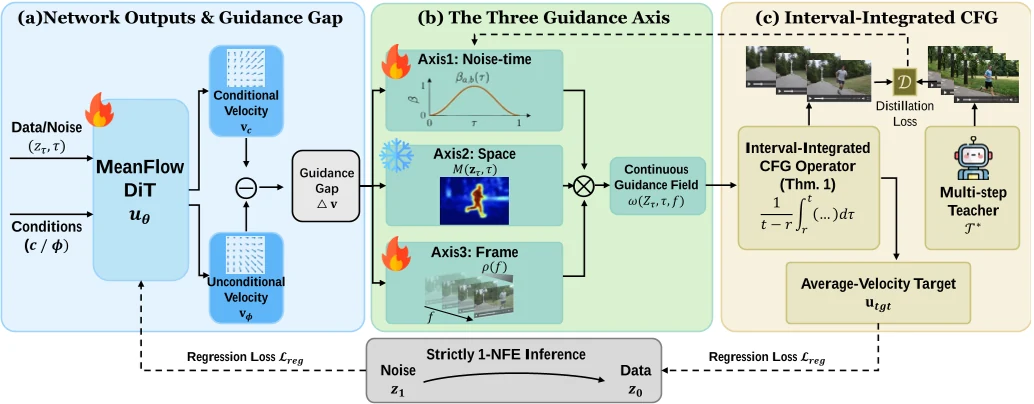 (a)Network Outputs & Guidance Gap
Data/Noise
(z_τ, τ)
Conditions
(c / ϕ)
MeanFlow
DiT
u_θ
Conditional
Velocity
v_c
Unconditional
Velocity
v_ϕ
Guidance
Gap
△ v
(b) The Three Guidance Axis
Axis1: Noise-time
β_{a,b}(τ)
β
1
0
0
τ
1
Axis2: Space
M(z_τ, τ)
Axis3: Frame
ρ(f)
f
Continuous
Guidance Field
ω(Z_τ, τ, f)
(c) Interval-Integrated CFG
𝒟
Distillation
Loss
Interval-Integrated
CFG Operator
(Thm. 1)
1/(t − r) ∫_r^t (...)dτ
Multi-step
Teacher
𝒯*
Average-Velocity Target
u_tgt
Regression Loss ℒ_reg
Strictly 1-NFE Inference
Noise
z_1
Data
z_0
Regression Loss ℒ_reg